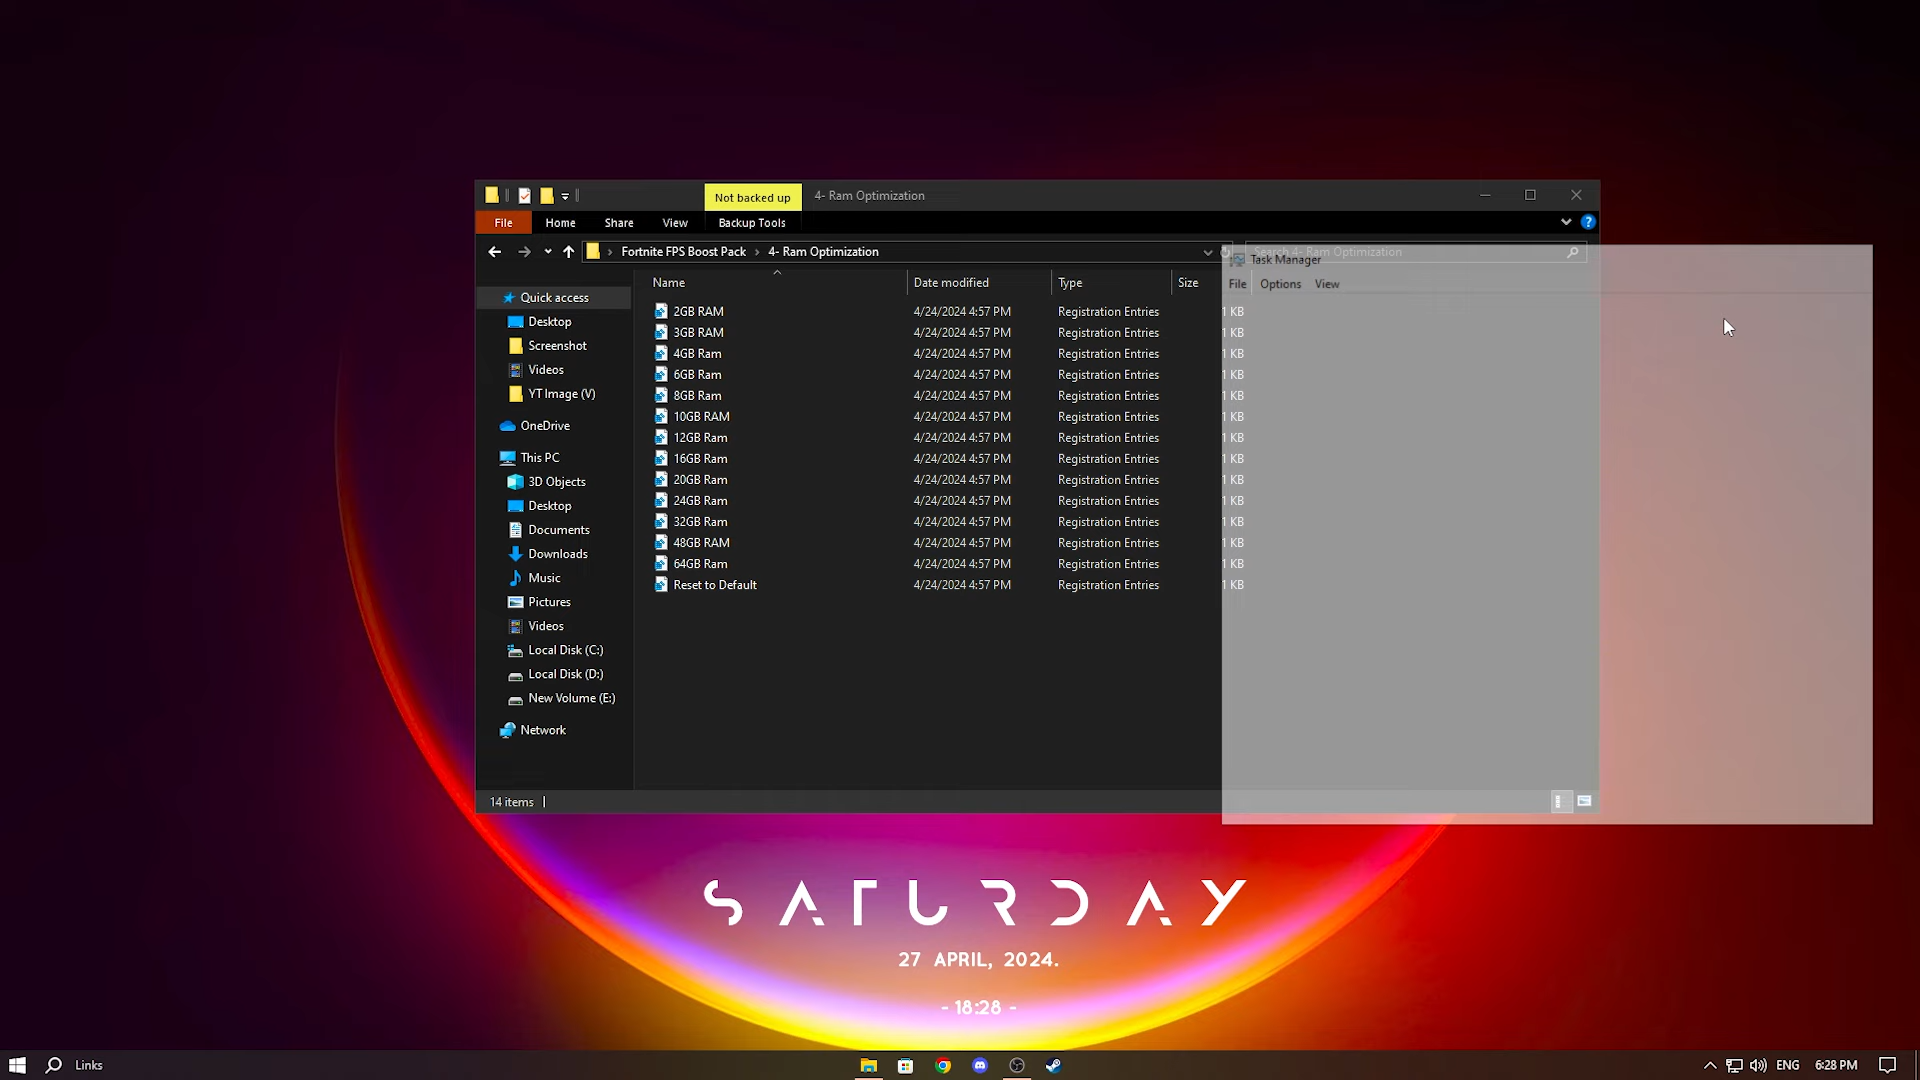 Not backed up
4- Ram Optimization
File
Home
Share
View
Backup Tools
Fortnite FPS Boost Pack
4- Ram Optimization
Search 4- Ram Optimization
Task Manager
File
Options
View
Name
Date modified
Type
Size
Quick access
Desktop
Screenshot
Videos
YT Image (V)
OneDrive
This PC
3D Objects
Desktop
Documents
Downloads
Music
Pictures
Videos
Local Disk (C:)
Local Disk (D:)
New Volume (E:)
Network
2GB RAM 4/24/2024 4:57 PM Registration Entries 1 KB
3GB RAM 4/24/2024 4:57 PM Registration Entries 1 KB
4GB Ram 4/24/2024 4:57 PM Registration Entries 1 KB
6GB Ram 4/24/2024 4:57 PM Registration Entries 1 KB
8GB Ram 4/24/2024 4:57 PM Registration Entries 1 KB
10GB RAM 4/24/2024 4:57 PM Registration Entries 1 KB
12GB Ram 4/24/2024 4:57 PM Registration Entries 1 KB
16GB Ram 4/24/2024 4:57 PM Registration Entries 1 KB
20GB Ram 4/24/2024 4:57 PM Registration Entries 1 KB
24GB Ram 4/24/2024 4:57 PM Registration Entries 1 KB
32GB Ram 4/24/2024 4:57 PM Registration Entries 1 KB
48GB RAM 4/24/2024 4:57 PM Registration Entries 1 KB
64GB Ram 4/24/2024 4:57 PM Registration Entries 1 KB
Reset to Default 4/24/2024 4:57 PM Registration Entries 1 KB
14 items
SATURDAY
27 APRIL, 2024.
- 18:28 -
Links
ENG
6:28 PM